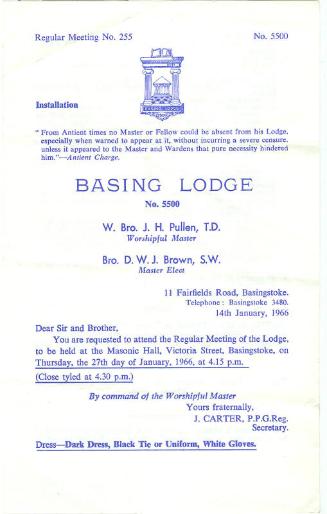 Regular Meeting No. 255
No. 5500
Installation
"From Antient times no Master or Fellow could be absent from his Lodge,
especially when warned to appear at it, without incurring a severe censure,
unless it appeared to the Master and Wardens that pure necessity hindered
him."—Antient Charge.
BASING LODGE
No. 5500
W. Bro. J. H. Pullen, T.D.
Worshipful Master
Bro. D. W. J. Brown, S.W.
Master Elect
11 Fairfields Road, Basingstoke.
Telephone: Basingstoke 3480.
14th January, 1966
Dear Sir and Brother,
You are requested to attend the Regular Meeting of the Lodge,
to be held at the Masonic Hall, Victoria Street, Basingstoke, on
Thursday, the 27th day of January, 1966, at 4.15 p.m.
(Close tyled at 4.30 p.m.)
By command of the Worshipful Master
Yours fraternally,
J. CARTER, P.P.G.Reg.
Secretary.
Dress—Dark Dress, Black Tie or Uniform, White Gloves.